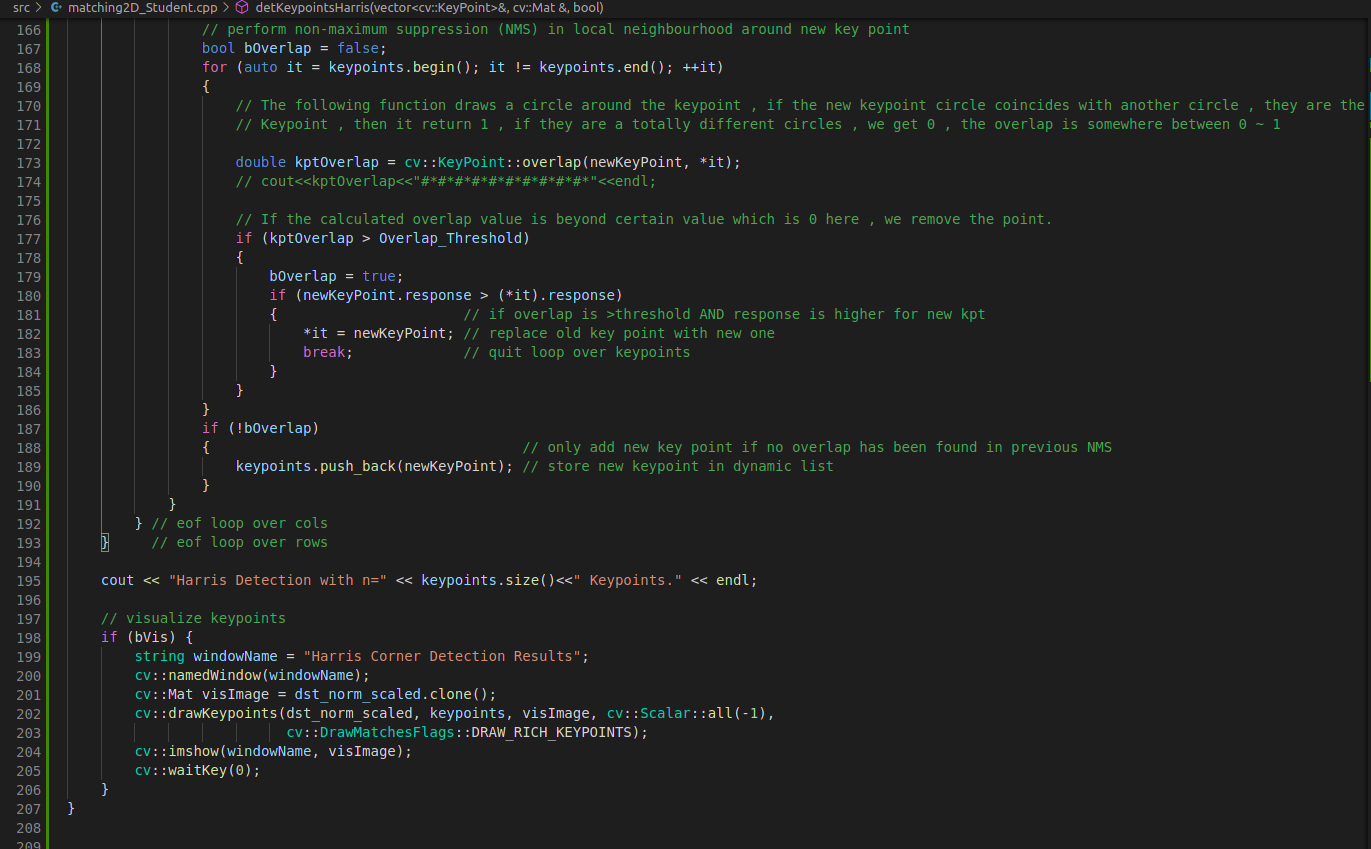 src > matching2D_Student.cpp > detKeypointsHarris(vector<cv::KeyPoint>&, cv::Mat &, bool)
166 // perform non-maximum suppression (NMS) in local neighbourhood around new key point
167 bool bOverlap = false;
168 for (auto it = keypoints.begin(); it != keypoints.end(); ++it)
169 {
170 // The following function draws a circle around the keypoint , if the new keypoint circle coincides with another circle , they are the
171 // Keypoint , then it return 1 , if they are a totally different circles , we get 0 , the overlap is somewhere between 0 ~ 1
172
173 double kptOverlap = cv::KeyPoint::overlap(newKeyPoint, *it);
174 // cout<<kptOverlap<<"#*#*#*#*#*#*#*#*#*#*"<<endl;
175
176 // If the calculated overlap value is beyond certain value which is 0 here , we remove the point.
177 if (kptOverlap > Overlap_Threshold)
178 {
179 bOverlap = true;
180 if (newKeyPoint.response > (*it).response)
181 { // if overlap is >threshold AND response is higher for new kpt
182 *it = newKeyPoint; // replace old key point with new one
183 break; // quit loop over keypoints
184 }
185 }
186 }
187 if (!bOverlap)
188 { // only add new key point if no overlap has been found in previous NMS
189 keypoints.push_back(newKeyPoint); // store new keypoint in dynamic list
190 }
191 }
192 } // eof loop over cols
193 } // eof loop over rows
194
195 cout << "Harris Detection with n=" << keypoints.size()<<" Keypoints." << endl;
196
197 // visualize keypoints
198 if (bVis) {
199 string windowName = "Harris Corner Detection Results";
200 cv::namedWindow(windowName);
201 cv::Mat visImage = dst_norm_scaled.clone();
202 cv::drawKeypoints(dst_norm_scaled, keypoints, visImage, cv::Scalar::all(-1),
203 cv::DrawMatchesFlags::DRAW_RICH_KEYPOINTS);
204 cv::imshow(windowName, visImage);
205 cv::waitKey(0);
206 }
207 }
208
209